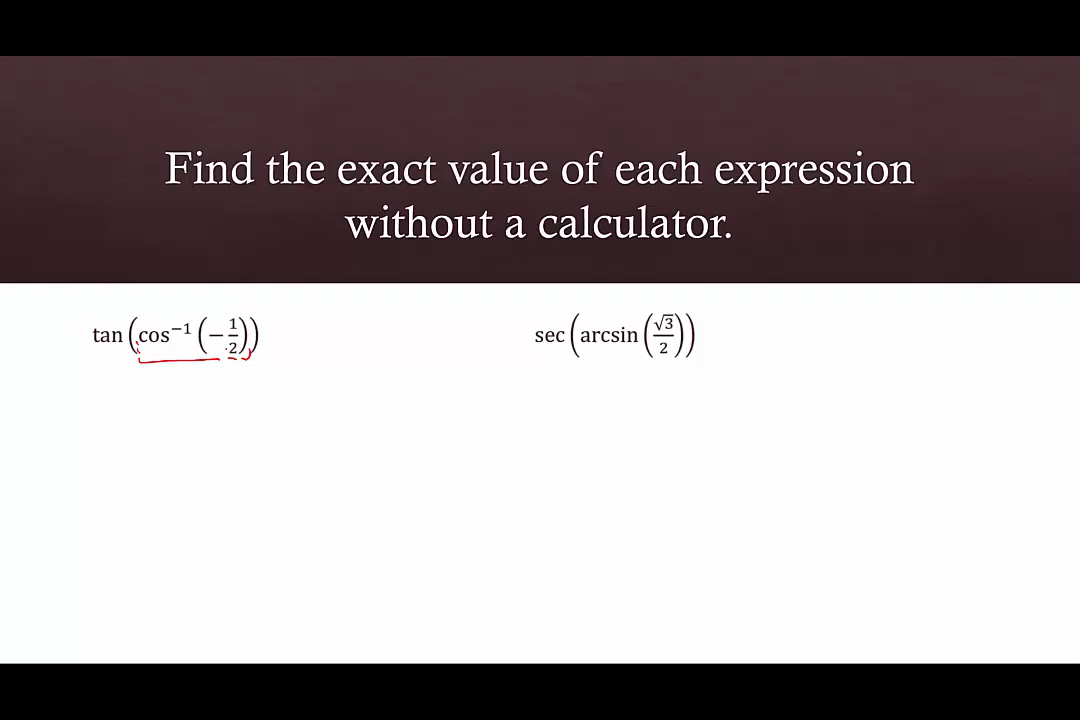 Find the exact value of each expression
without a calculator.
tan(cos⁻¹(−1/2))
sec(arcsin(√3/2))